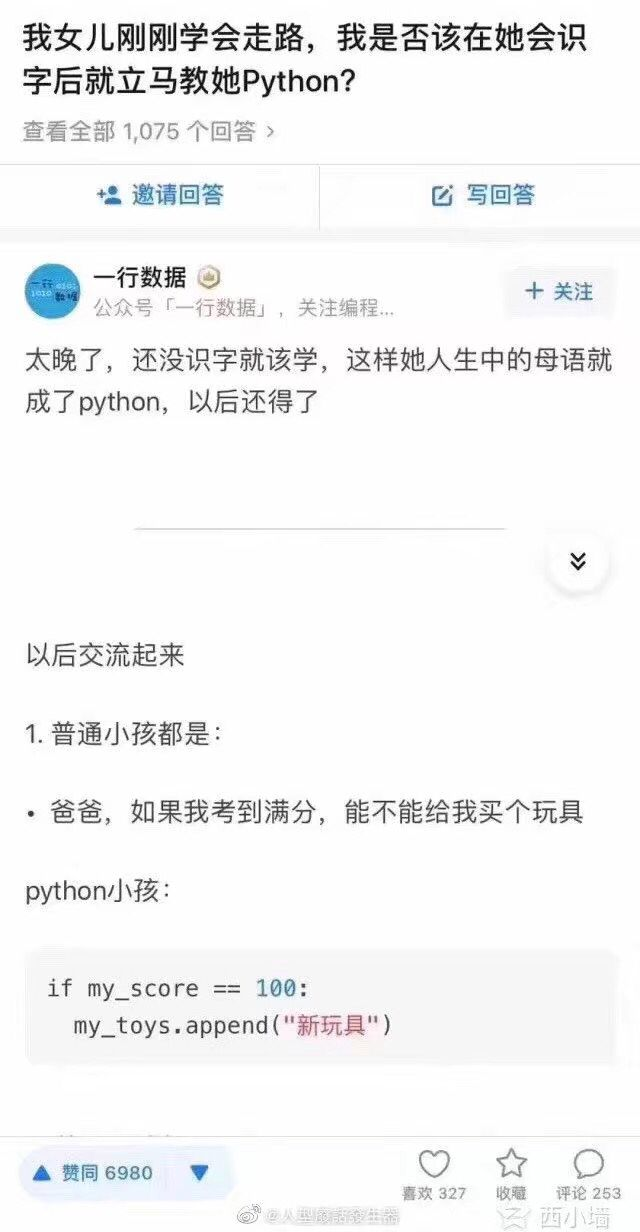 我女儿刚刚学会走路，我是否该在她会识
字后就立马教她Python?
查看全部 1,075 个回答 >
邀请回答
写回答
一行数据
公众号「一行数据」，关注编程...
+ 关注
太晚了，还没识字就该学，这样她人生中的母语就
成了python，以后还得了
以后交流起来
1. 普通小孩都是：
• 爸爸，如果我考到满分，能不能给我买个玩具
python小孩：
if my_score == 100:
my_toys.append("新玩具")
赞同 6980
喜欢 327
收藏
评论 253
@人型廢話發生器
西小墙